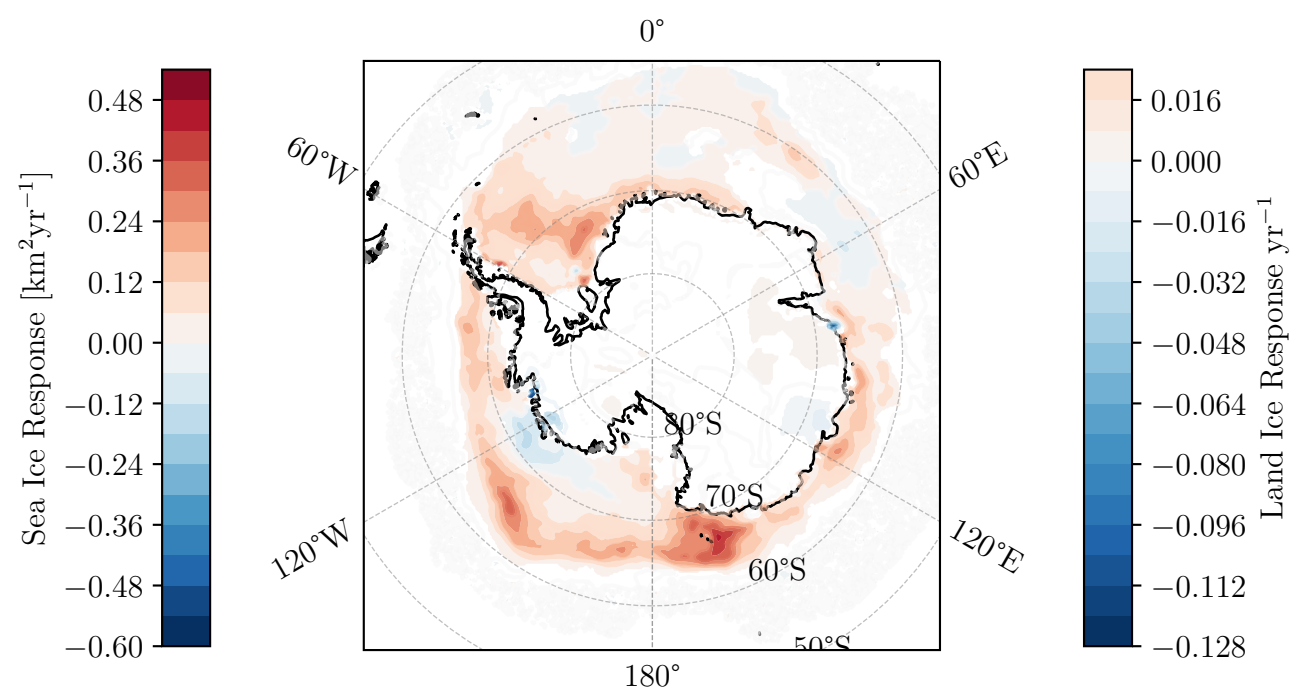 0°
60°W
60°E
120°W
120°E
180°
80°S
70°S
60°S
50°S
Sea Ice Response [km²yr⁻¹]
0.48
0.36
0.24
0.12
0.00
−0.12
−0.24
−0.36
−0.48
−0.60
Land Ice Response yr⁻¹
0.016
0.000
−0.016
−0.032
−0.048
−0.064
−0.080
−0.096
−0.112
−0.128